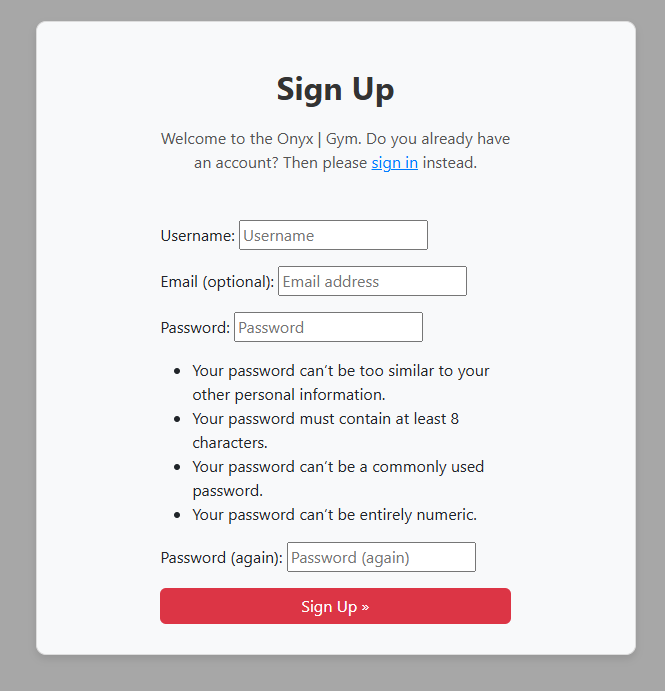 Sign Up
Welcome to the Onyx | Gym. Do you already have
an account? Then please sign in instead.
Username: Username
Email (optional): Email address
Password: Password
• Your password can’t be too similar to your
other personal information.
• Your password must contain at least 8
characters.
• Your password can’t be a commonly used
password.
• Your password can’t be entirely numeric.
Password (again): Password (again)
Sign Up »